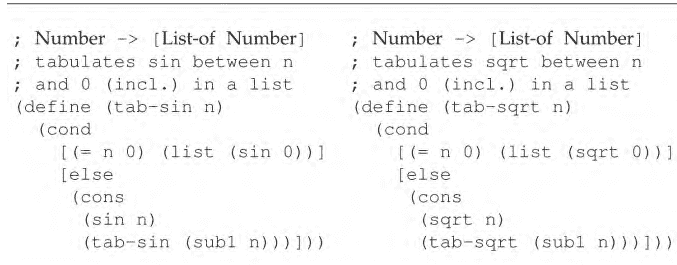 ; Number -> [List-of Number]
; tabulates sin between n
; and 0 (incl.) in a list
(define (tab-sin n)
  (cond
    [(= n 0) (list (sin 0))]
    [else
     (cons
      (sin n)
      (tab-sin (sub1 n)))]))
; Number -> [List-of Number]
; tabulates sqrt between n
; and 0 (incl.) in a list
(define (tab-sqrt n)
  (cond
    [(= n 0) (list (sqrt 0))]
    [else
     (cons
      (sqrt n)
      (tab-sqrt (sub1 n)))]))